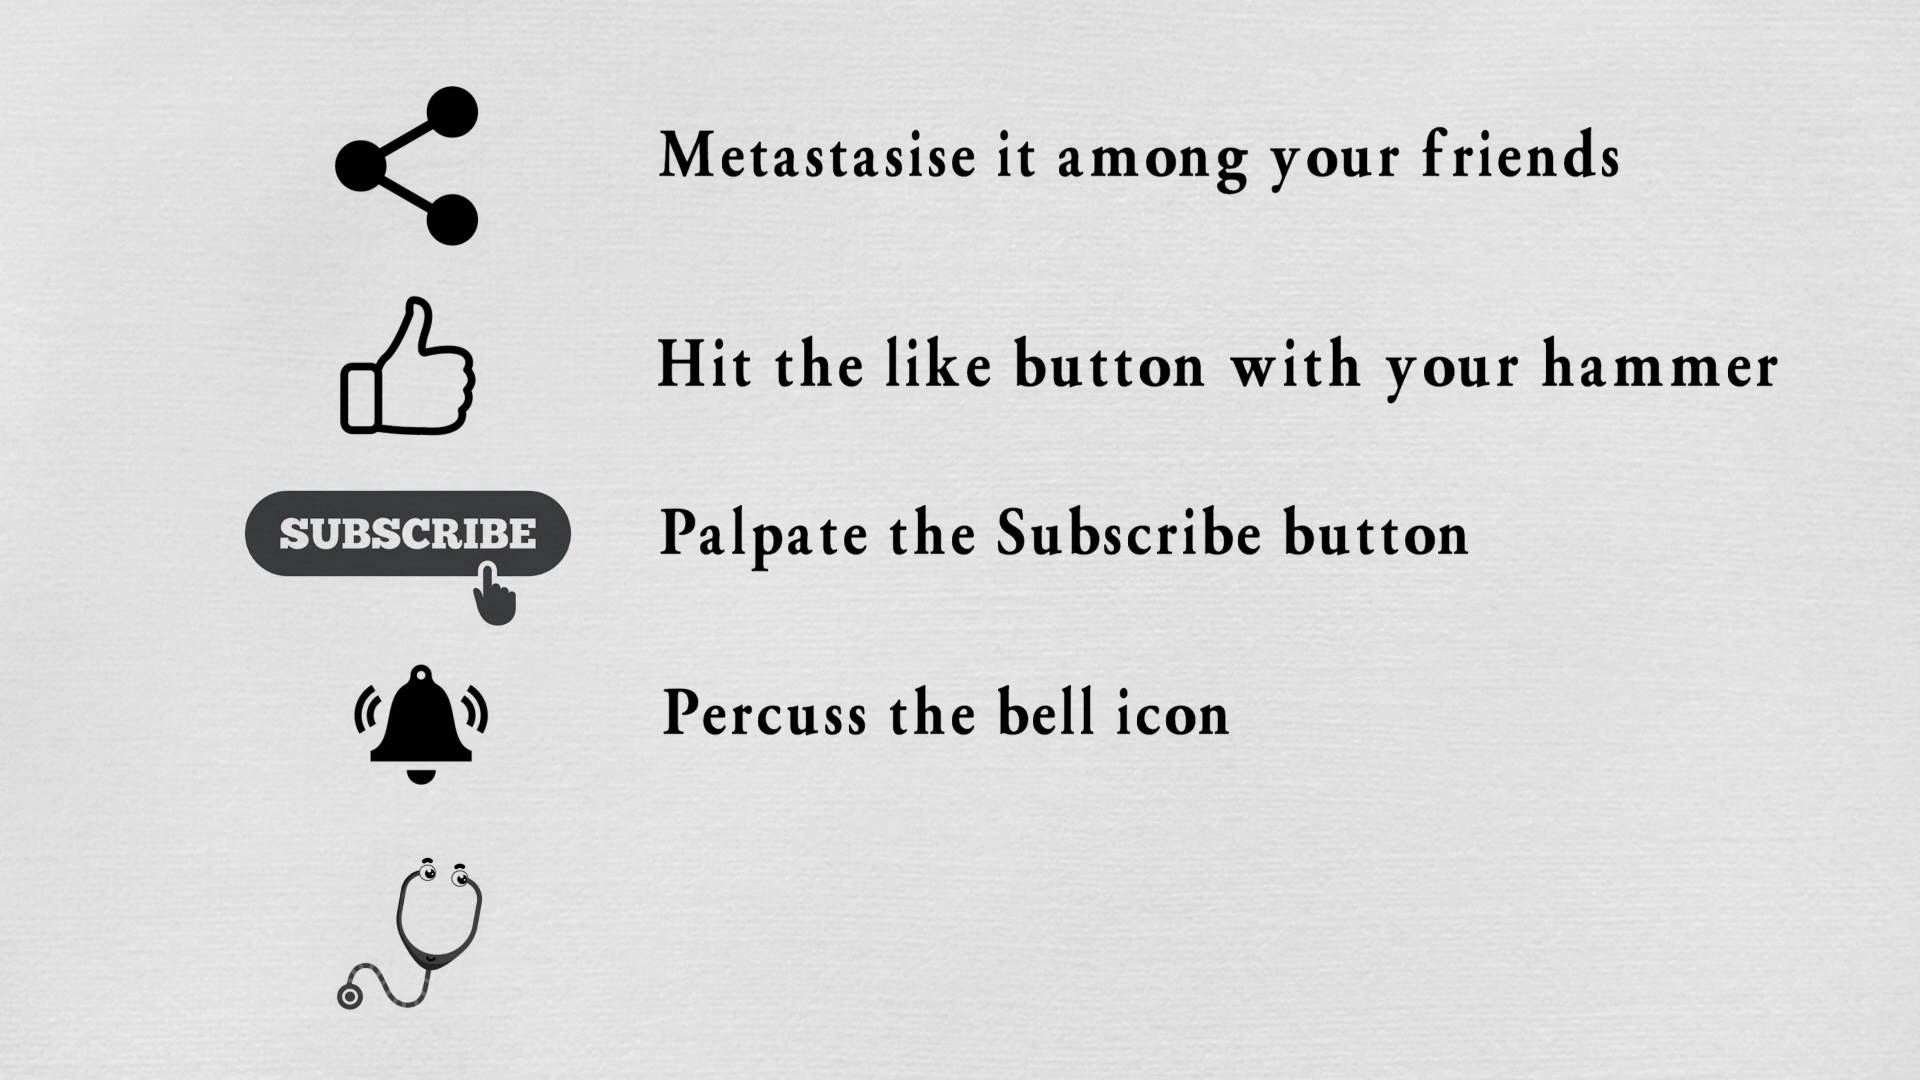 Metastasise it among your friends
Hit the like button with your hammer
SUBSCRIBE
Palpate the Subscribe button
Percuss the bell icon